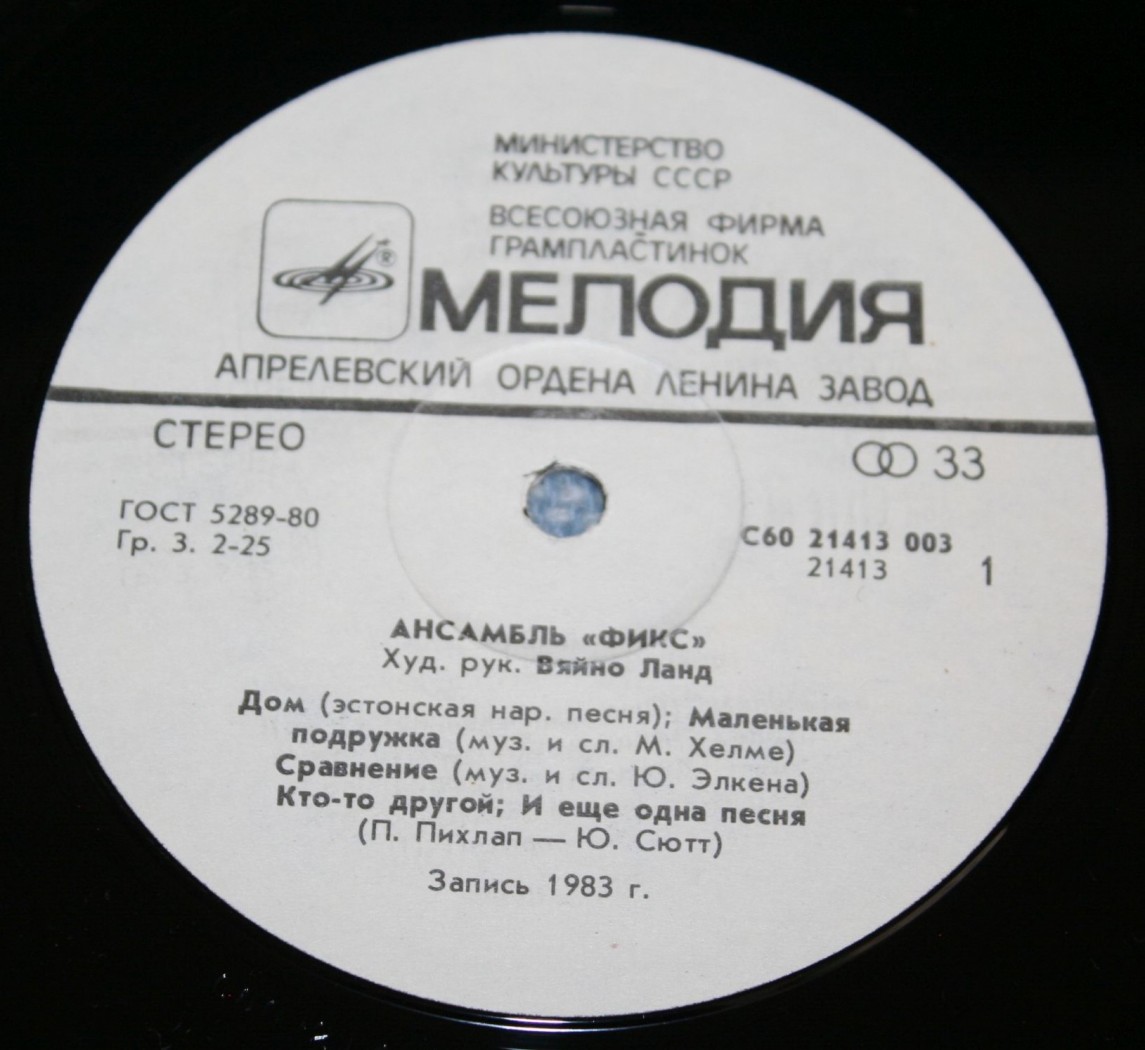 МИНИСТЕРСТВО
КУЛЬТУРЫ СССР
ВСЕСОЮЗНАЯ ФИРМА
ГРАМПЛАСТИНОК
®
МЕЛОДИЯ
АПРЕЛЕВСКИЙ ОРДЕНА ЛЕНИНА ЗАВОД
СТЕРЕО
33
ГОСТ 5289-80
Гр. 3. 2-25
С60 21413 003
21413
1
АНСАМБЛЬ «ФИКС»
Худ. рук. Вяйно Ланд
Дом (эстонская нар. песня); Маленькая
подружка (муз. и сл. М. Хелме)
Сравнение (муз. и сл. Ю. Элкена)
Кто-то другой; И еще одна песня
(П. Пихлап — Ю. Сютт)
Запись 1983 г.